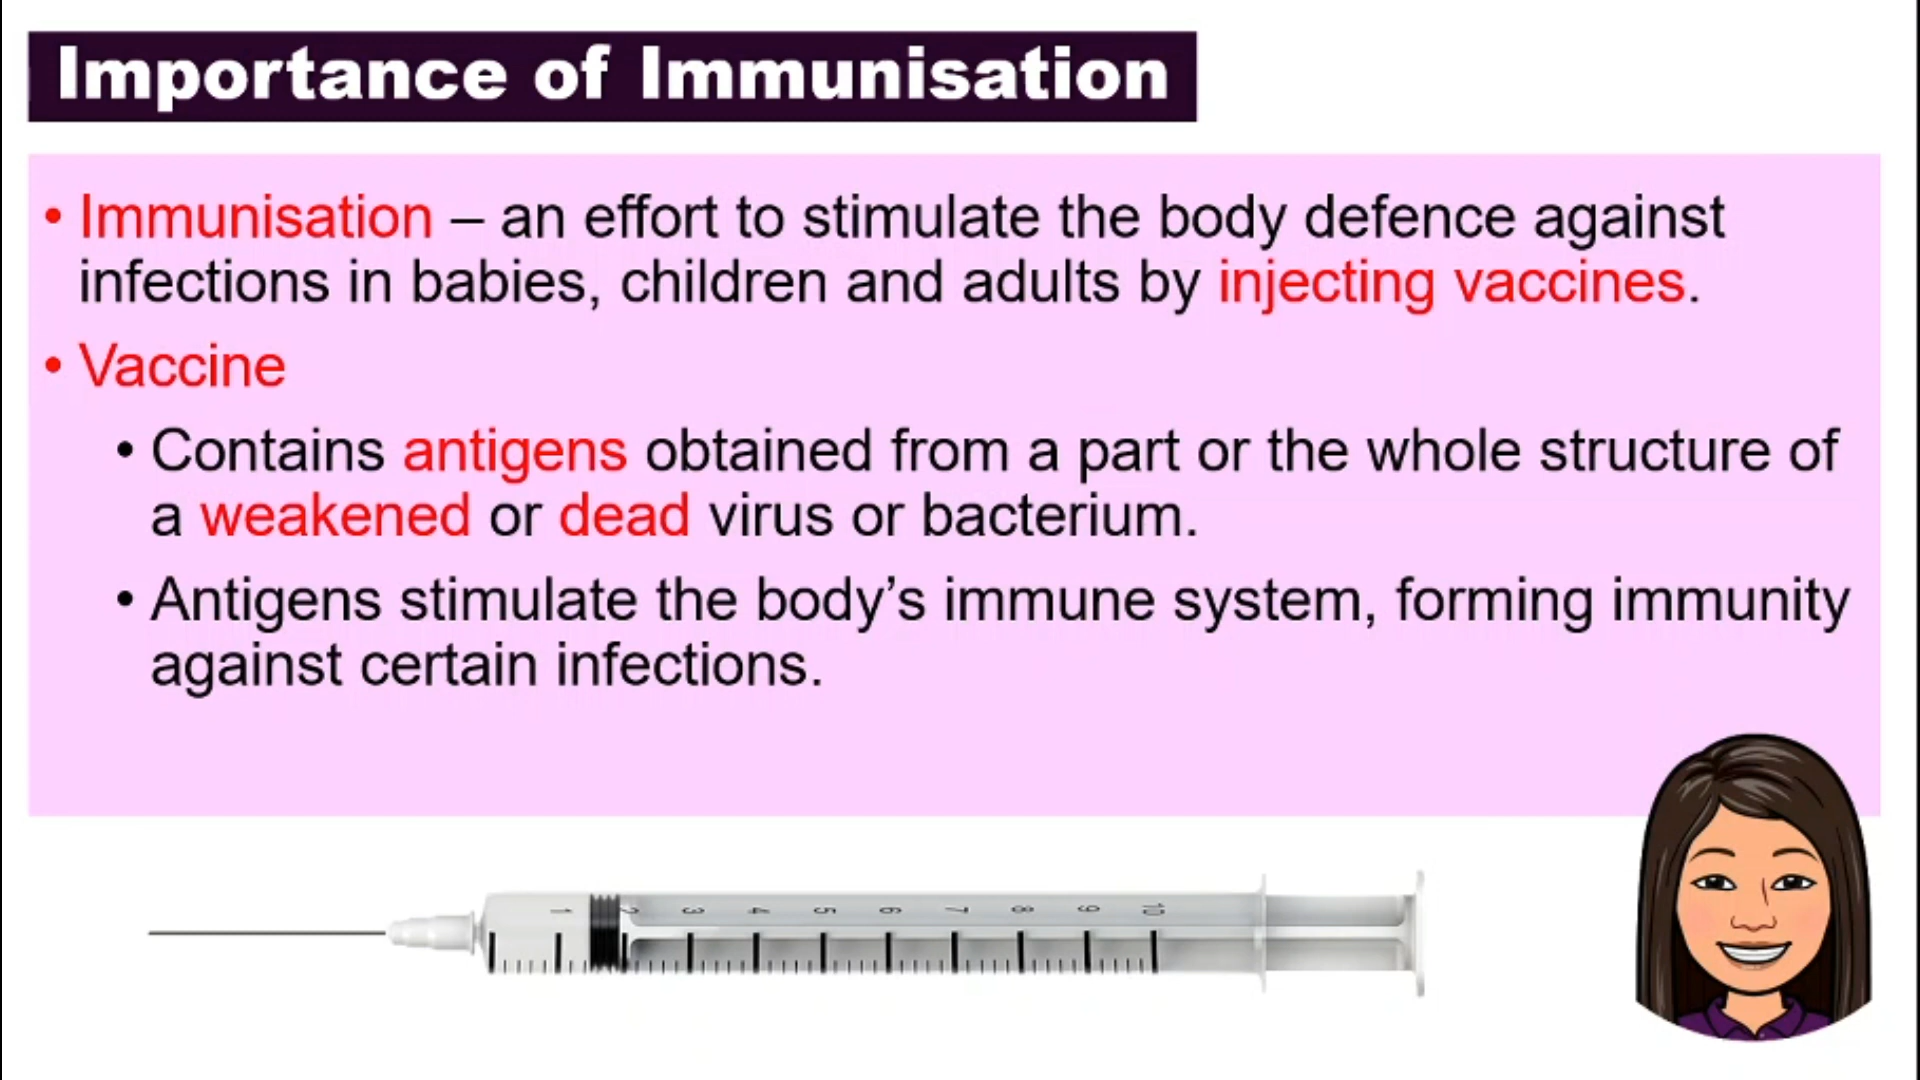 Importance of Immunisation
• Immunisation – an effort to stimulate the body defence against
infections in babies, children and adults by injecting vaccines.
• Vaccine
• Contains antigens obtained from a part or the whole structure of
a weakened or dead virus or bacterium.
• Antigens stimulate the body’s immune system, forming immunity
against certain infections.
1 2 3 4 5 6 7 8 9 10